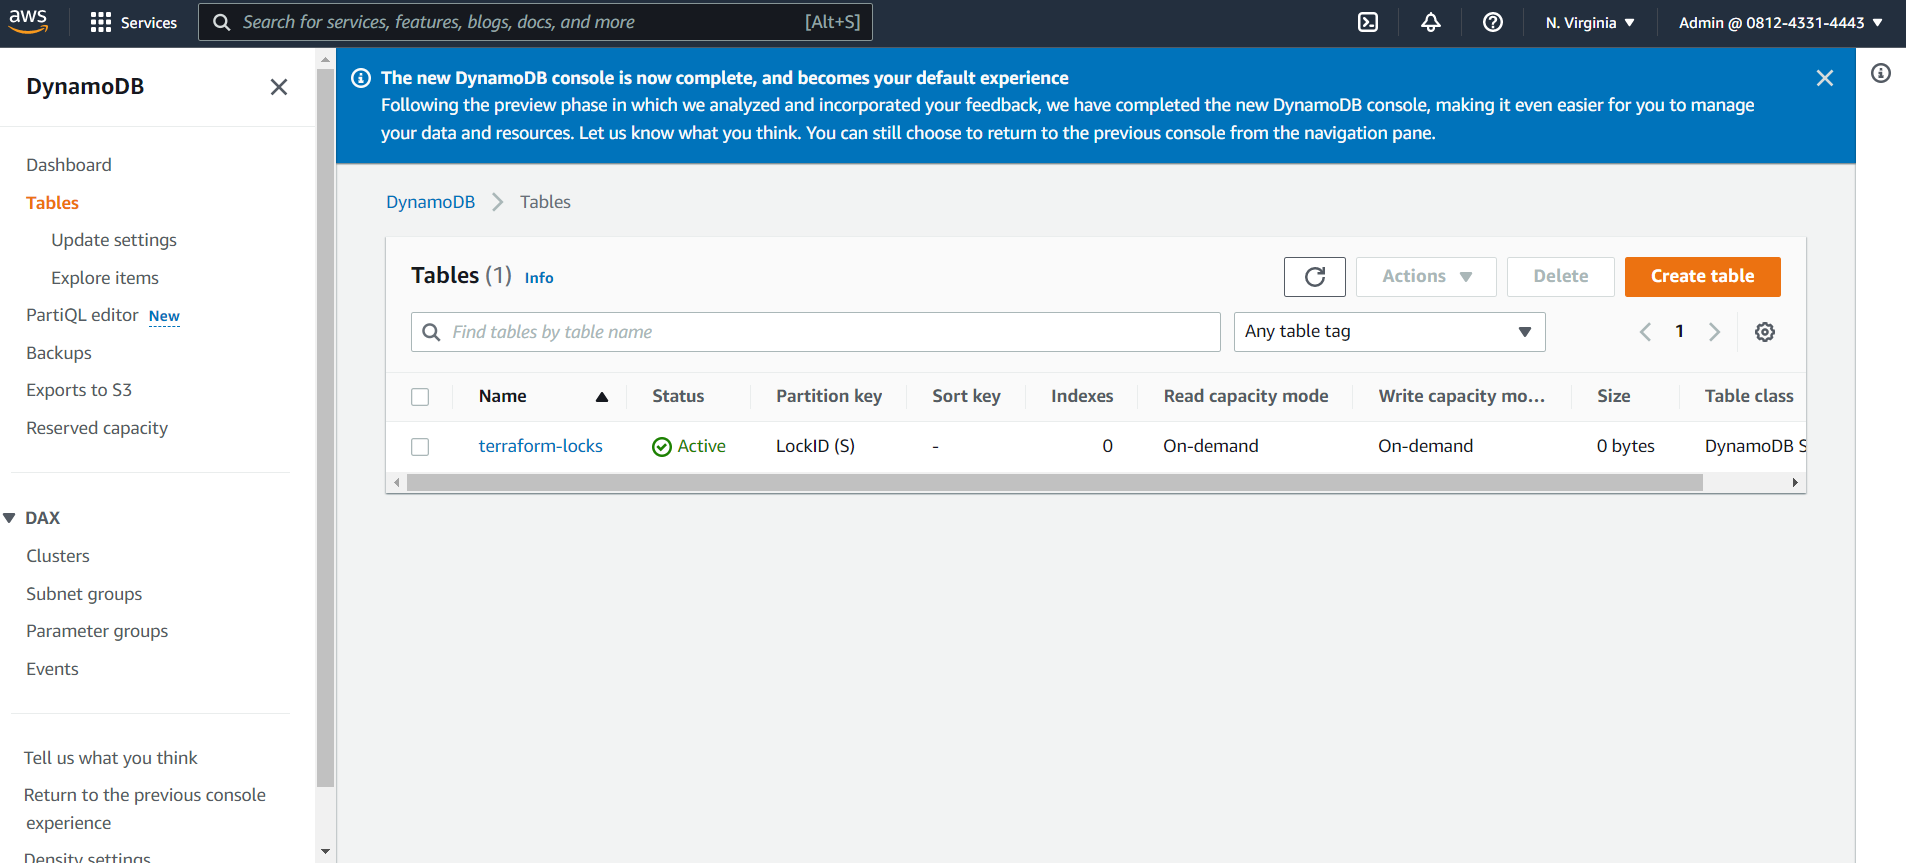 aws
Services
Search for services, features, blogs, docs, and more
[Alt+S]
N. Virginia
Admin @ 0812-4331-4443
DynamoDB
Dashboard
Tables
Update settings
Explore items
PartiQL editor New
Backups
Exports to S3
Reserved capacity
DAX
Clusters
Subnet groups
Parameter groups
Events
Tell us what you think
Return to the previous console
experience
Density settings
The new DynamoDB console is now complete, and becomes your default experience
Following the preview phase in which we analyzed and incorporated your feedback, we have completed the new DynamoDB console, making it even easier for you to manage
your data and resources. Let us know what you think. You can still choose to return to the previous console from the navigation pane.
DynamoDB Tables
Tables (1) Info
Actions
Delete
Create table
Find tables by table name
Any table tag
1
Name Status Partition key Sort key Indexes Read capacity mode Write capacity mo... Size Table class
terraform-locks Active LockID (S) - 0 On-demand On-demand 0 bytes DynamoDB S